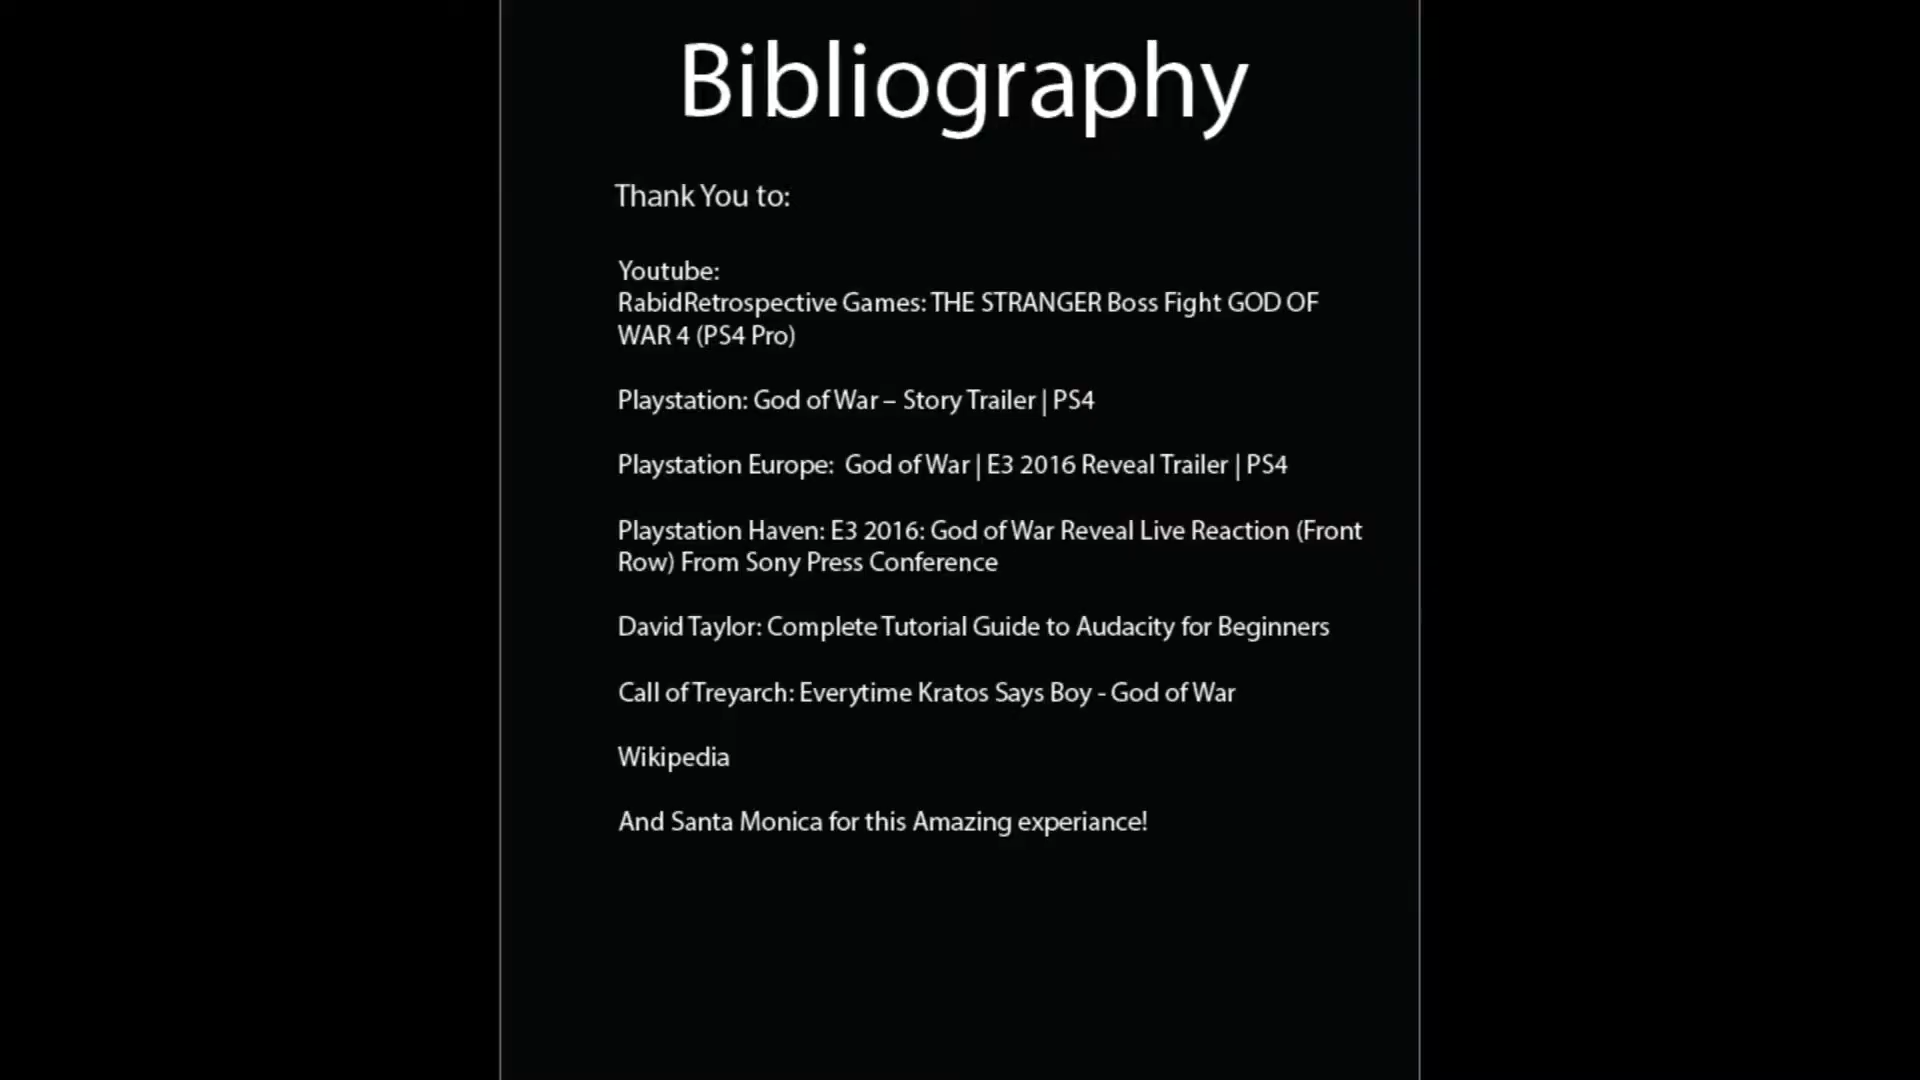 Bibliography
Thank You to:
Youtube:
RabidRetrospective Games: THE STRANGER Boss Fight GOD OF
WAR 4 (PS4 Pro)
Playstation: God of War – Story Trailer | PS4
Playstation Europe:  God of War | E3 2016 Reveal Trailer | PS4
Playstation Haven: E3 2016: God of War Reveal Live Reaction (Front
Row) From Sony Press Conference
David Taylor: Complete Tutorial Guide to Audacity for Beginners
Call of Treyarch: Everytime Kratos Says Boy - God of War
Wikipedia
And Santa Monica for this Amazing experiance!